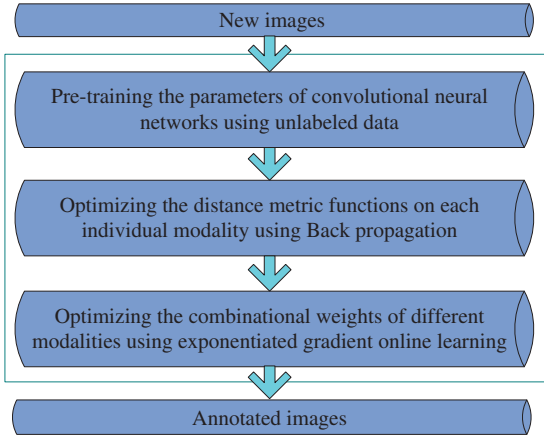 New images
Pre-training the parameters of convolutional neural
networks using unlabeled data
Optimizing the distance metric functions on each
individual modality using Back propagation
Optimizing the combinational weights of different
modalities using exponentiated gradient online learning
Annotated images